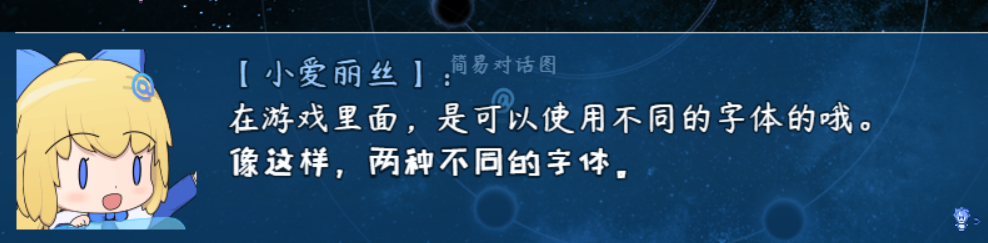 【小爱丽丝】:
简易对话图
@
@
在游戏里面，是可以使用不同的字体的哦。
像这样，两种不同的字体。